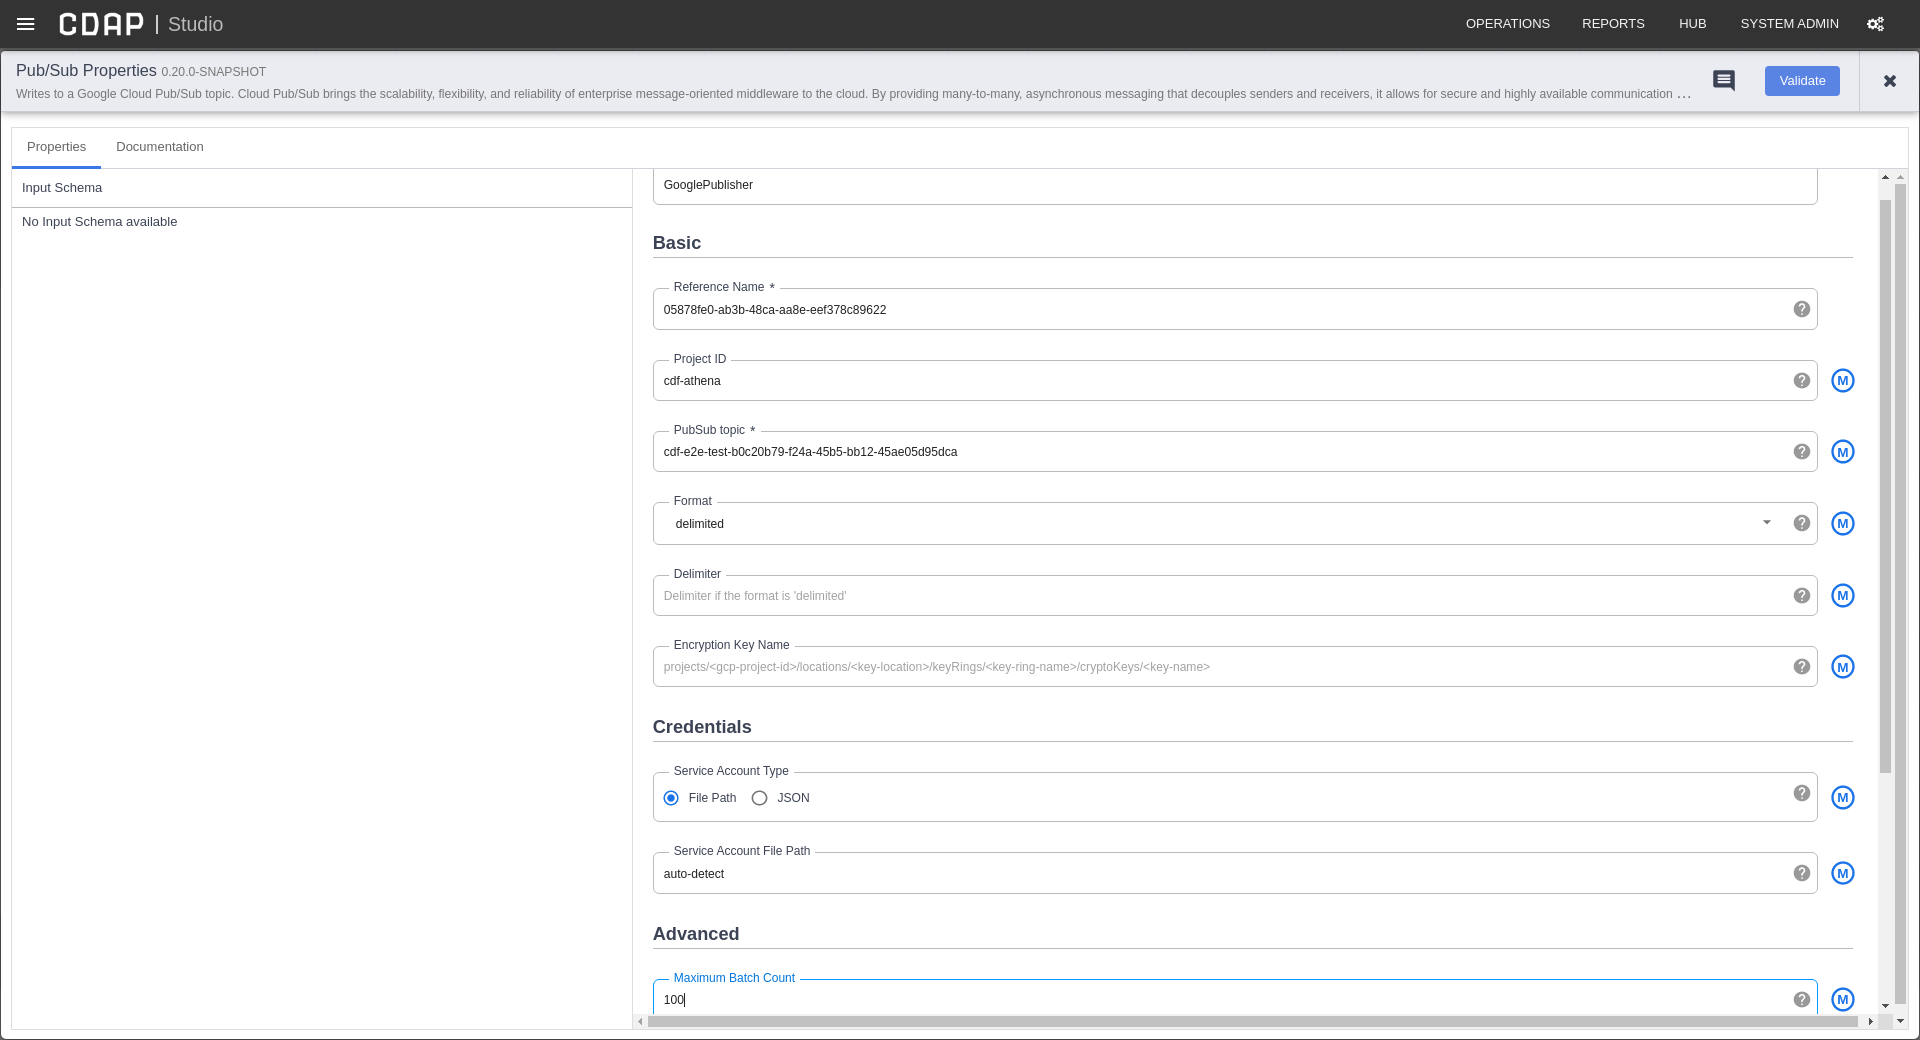 CDAP | Studio
OPERATIONS REPORTS HUB SYSTEM ADMIN
Pub/Sub Properties 0.20.0-SNAPSHOT
Writes to a Google Cloud Pub/Sub topic. Cloud Pub/Sub brings the scalability, flexibility, and reliability of enterprise message-oriented middleware to the cloud. By providing many-to-many, asynchronous messaging that decouples senders and receivers, it allows for secure and highly available communication ...
Validate
Properties Documentation
Input Schema
No Input Schema available
GooglePublisher
Basic
Reference Name *
05878fe0-ab3b-48ca-aa8e-eef378c89622
Project ID
cdf-athena
M
PubSub topic *
cdf-e2e-test-b0c20b79-f24a-45b5-bb12-45ae05d95dca
M
Format
delimited
M
Delimiter
Delimiter if the format is 'delimited'
M
Encryption Key Name
projects/<gcp-project-id>/locations/<key-location>/keyRings/<key-ring-name>/cryptoKeys/<key-name>
M
Credentials
Service Account Type
File Path JSON
M
Service Account File Path
auto-detect
M
Advanced
Maximum Batch Count
100
M